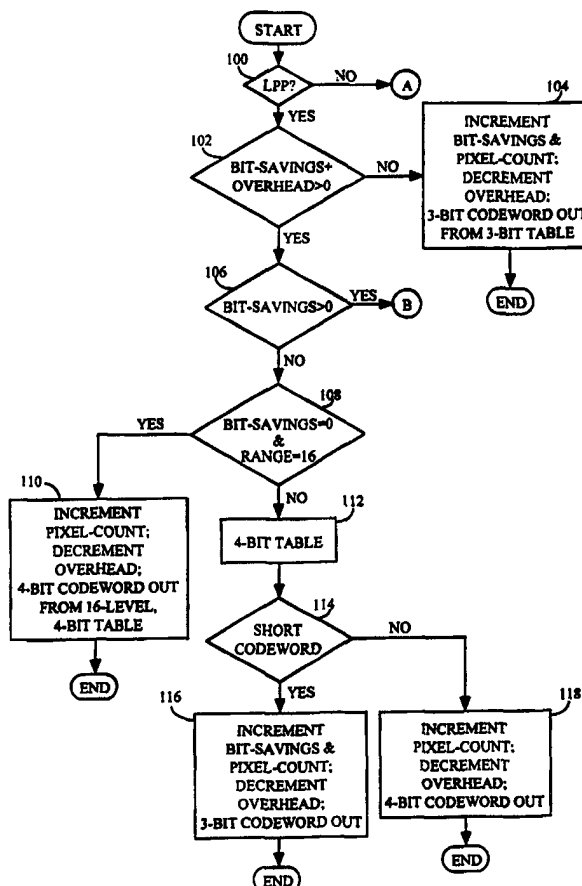 START
100
LPP?
NO
A
YES
104
INCREMENT
BIT-SAVINGS &
PIXEL-COUNT;
DECREMENT
OVERHEAD;
3-BIT CODEWORD OUT
FROM 3-BIT TABLE
END
102
BIT-SAVINGS+
OVERHEAD>0
NO
YES
106
BIT-SAVINGS>0
YES
B
NO
108
BIT-SAVINGS=0
&
RANGE=16
YES
NO
110
INCREMENT
PIXEL-COUNT;
DECREMENT
OVERHEAD;
4-BIT CODEWORD OUT
FROM 16-LEVEL,
4-BIT TABLE
END
112
4-BIT TABLE
114
SHORT
CODEWORD
NO
YES
116
INCREMENT
BIT-SAVINGS &
PIXEL-COUNT;
DECREMENT
OVERHEAD;
3-BIT CODEWORD OUT
END
118
INCREMENT
PIXEL-COUNT;
DECREMENT
OVERHEAD;
4-BIT CODEWORD OUT
END